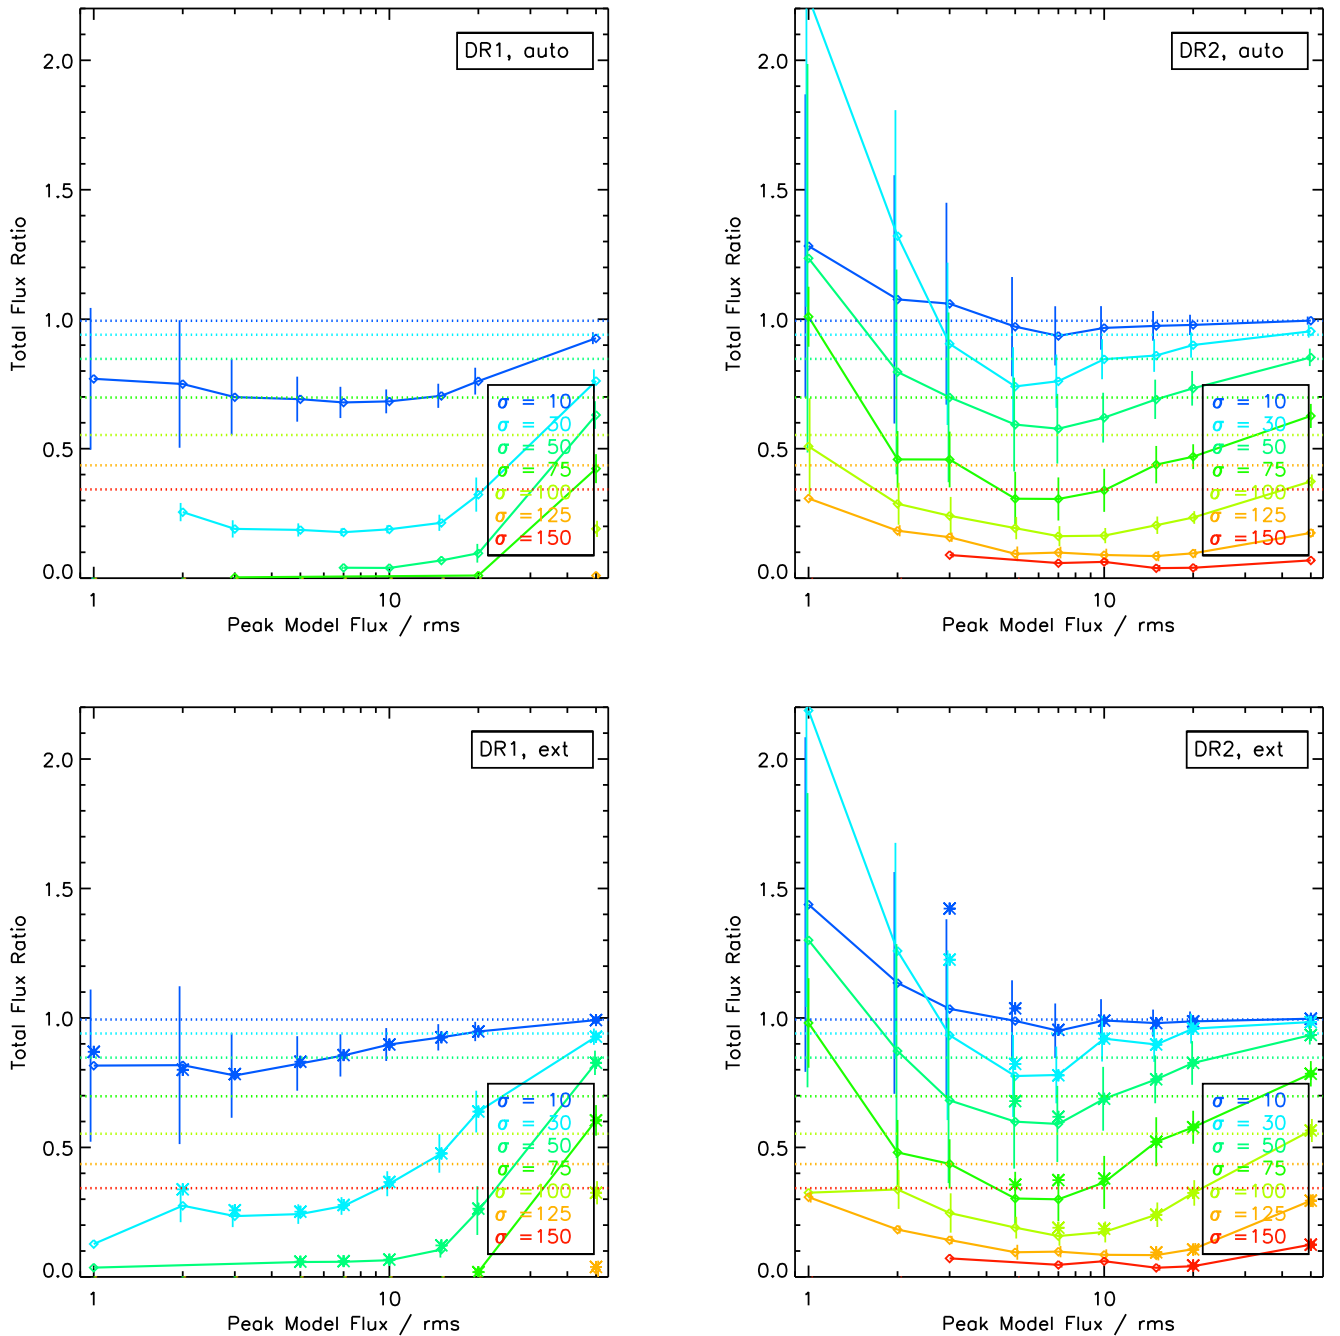 DR1, auto
Total Flux Ratio
2.0
1.5
1.0
0.5
0.0
σ = 10
σ = 30
σ = 50
σ = 75
σ =100
σ =125
σ =150
1
10
Peak Model Flux / rms
DR2, auto
Total Flux Ratio
2.0
1.5
1.0
0.5
0.0
σ = 10
σ = 30
σ = 50
σ = 75
σ =100
σ =125
σ =150
1
10
Peak Model Flux / rms
DR1, ext
Total Flux Ratio
2.0
1.5
1.0
0.5
0.0
σ = 10
σ = 30
σ = 50
σ = 75
σ =100
σ =125
σ =150
1
10
Peak Model Flux / rms
DR2, ext
Total Flux Ratio
2.0
1.5
1.0
0.5
0.0
σ = 10
σ = 30
σ = 50
σ = 75
σ =100
σ =125
σ =150
1
10
Peak Model Flux / rms